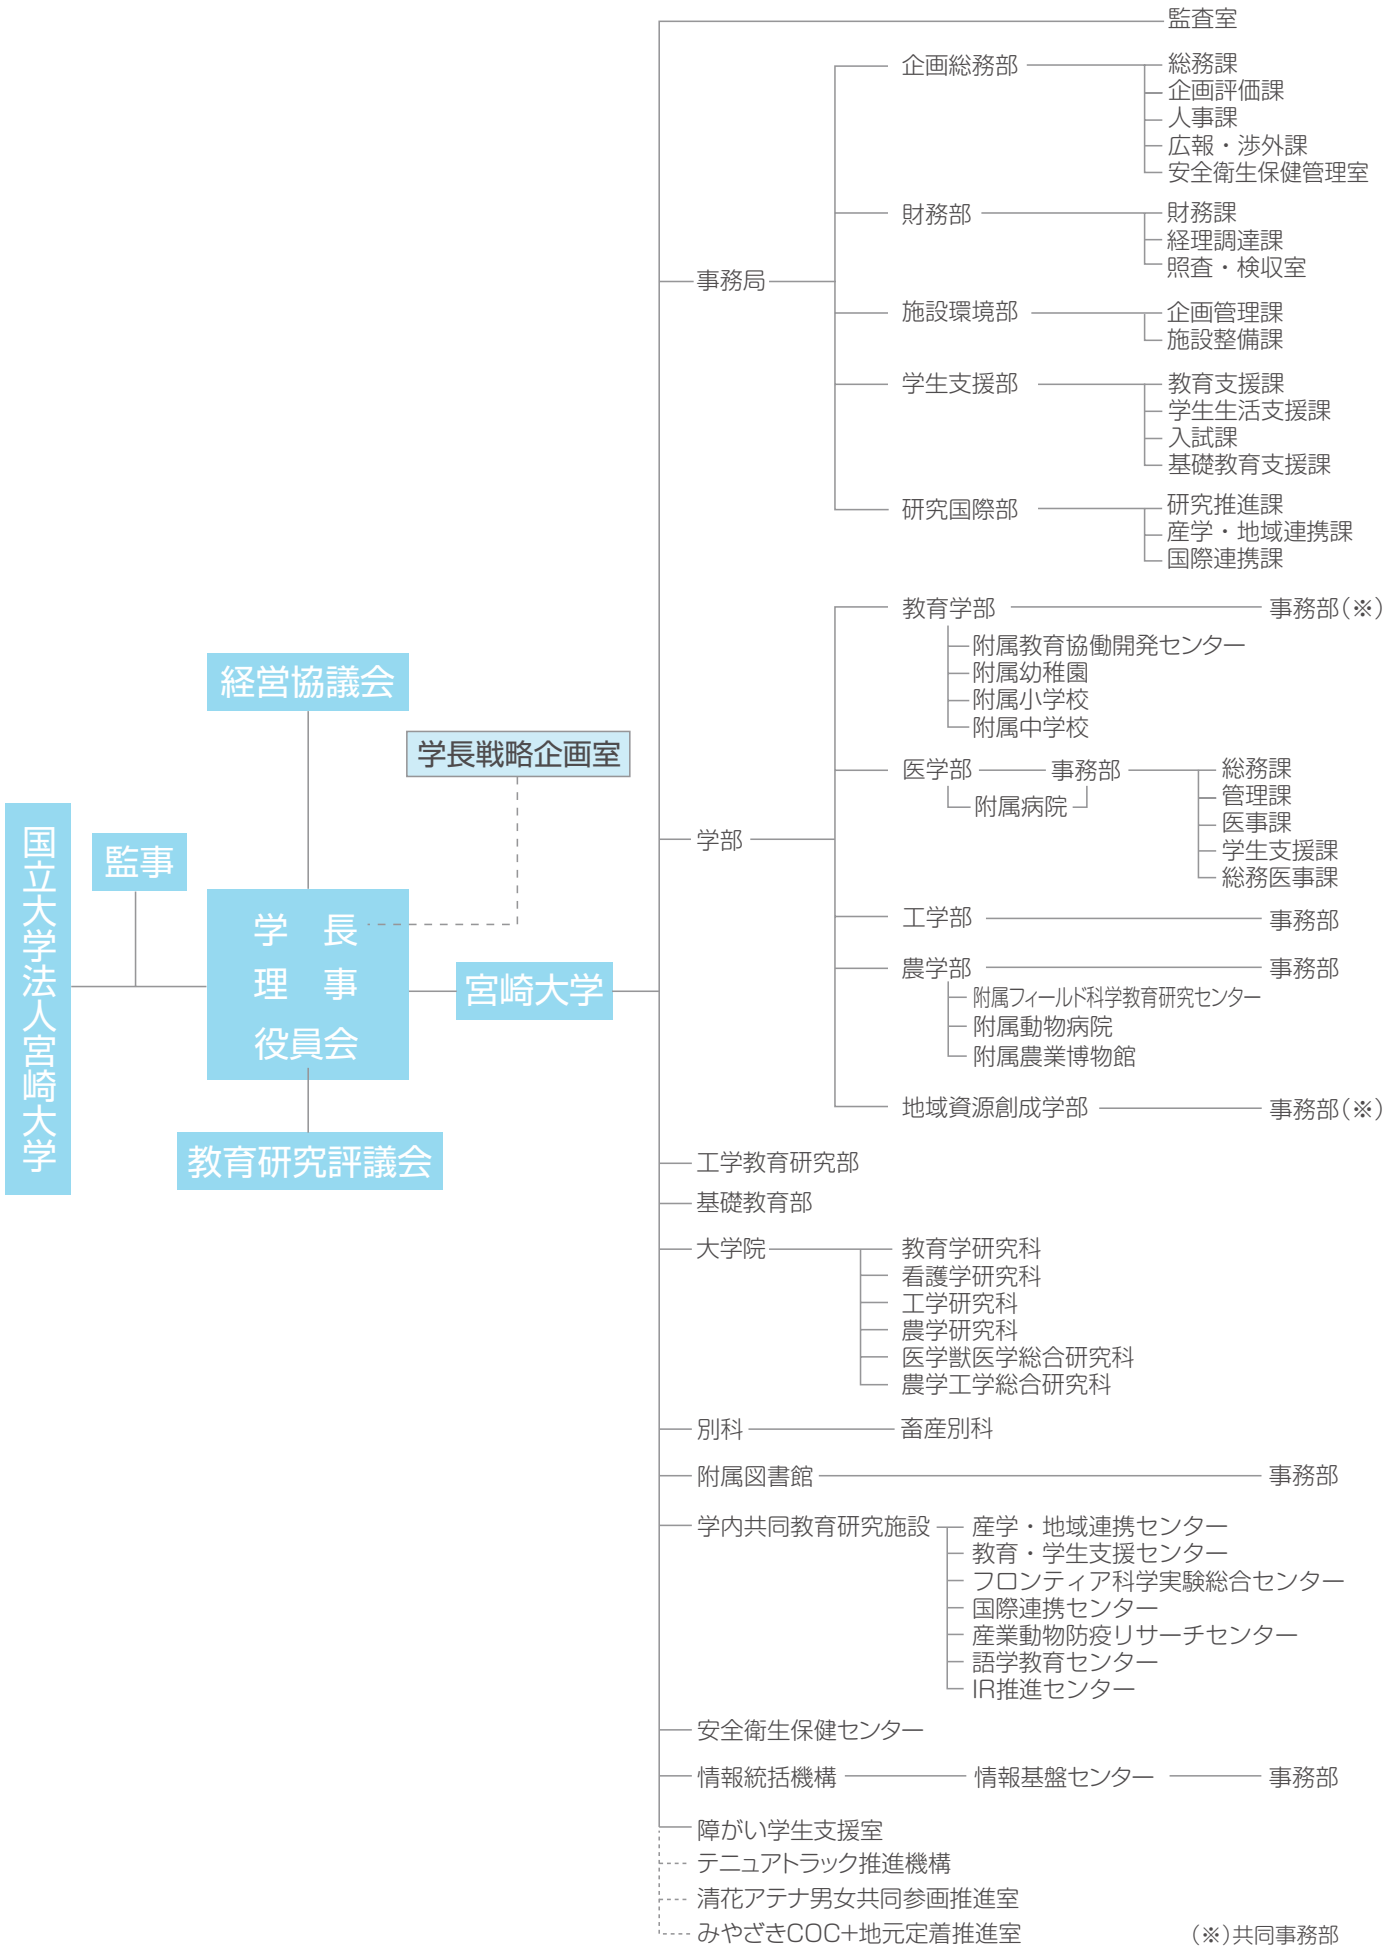 監査室
企画総務部
総務課
企画評価課
人事課
広報・渉外課
安全衛生保健管理室
財務部
財務課
経理調達課
照査・検収室
事務局
施設環境部
企画管理課
施設整備課
学生支援部
教育支援課
学生生活支援課
入試課
基礎教育支援課
研究国際部
研究推進課
産学・地域連携課
国際連携課
教育学部
事務部(※)
附属教育協働開発センター
附属幼稚園
附属小学校
附属中学校
経営協議会
学長戦略企画室
医学部
事務部
附属病院
総務課
管理課
医事課
学生支援課
総務医事課
学部
国立大学法人宮崎大学
監事
学 長
理 事
役員会
宮崎大学
教育研究評議会
工学部
事務部
農学部
事務部
附属フィールド科学教育研究センター
附属動物病院
附属農業博物館
地域資源創成学部
事務部(※)
工学教育研究部
基礎教育部
大学院
教育学研究科
看護学研究科
工学研究科
農学研究科
医学獣医学総合研究科
農学工学総合研究科
別科
畜産別科
附属図書館
事務部
学内共同教育研究施設
産学・地域連携センター
教育・学生支援センター
フロンティア科学実験総合センター
国際連携センター
産業動物防疫リサーチセンター
語学教育センター
IR推進センター
安全衛生保健センター
情報統括機構
情報基盤センター
事務部
障がい学生支援室
テニュアトラック推進機構
清花アテナ男女共同参画推進室
みやざきCOC+地元定着推進室
(※)共同事務部